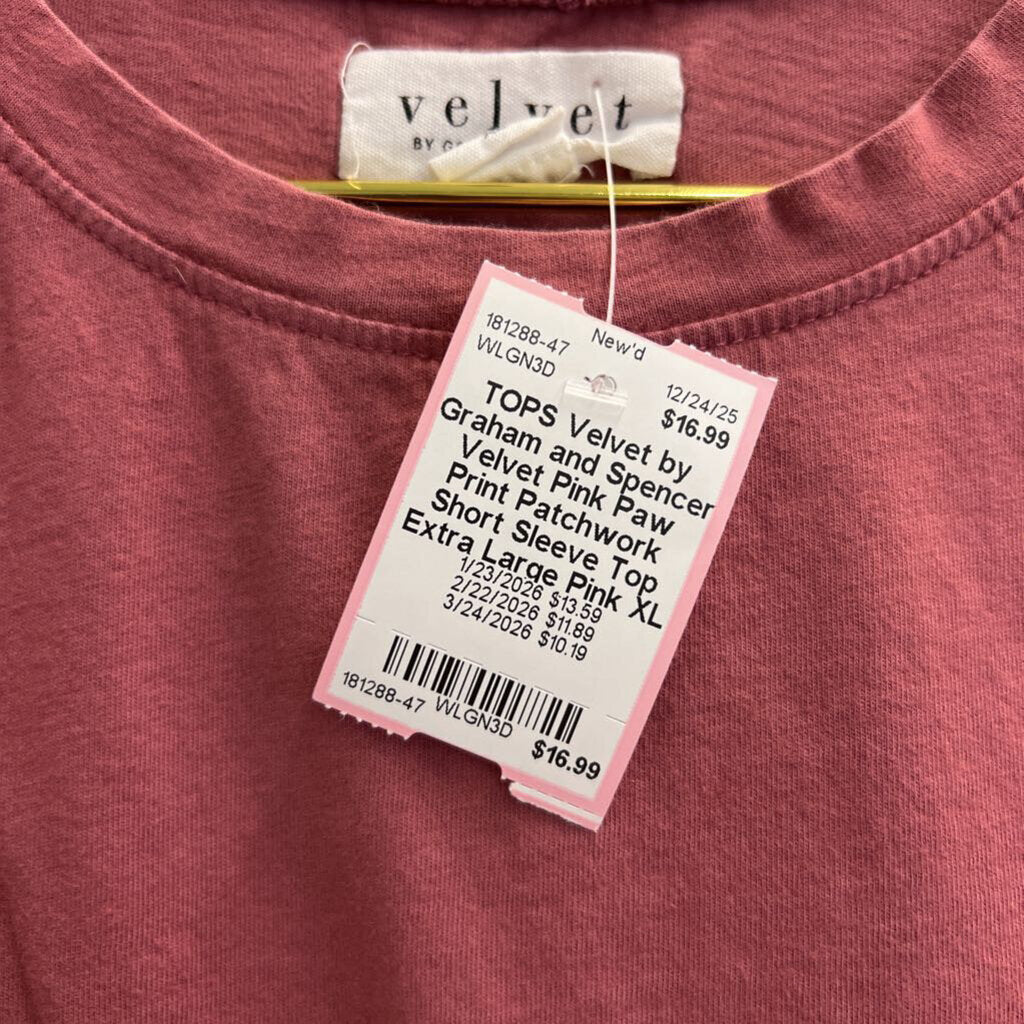 velvet
BY G
181288-47
New'd
WLGN3D
12/24/25
$16.99
TOPS Velvet by
Graham and Spencer
Velvet Pink Paw
Print Patchwork
Short Sleeve Top
Extra Large Pink XL
1/23/2026 $13.59
2/22/2026 $11.89
3/24/2026 $10.19
181288-47 WLGN3D
$16.99